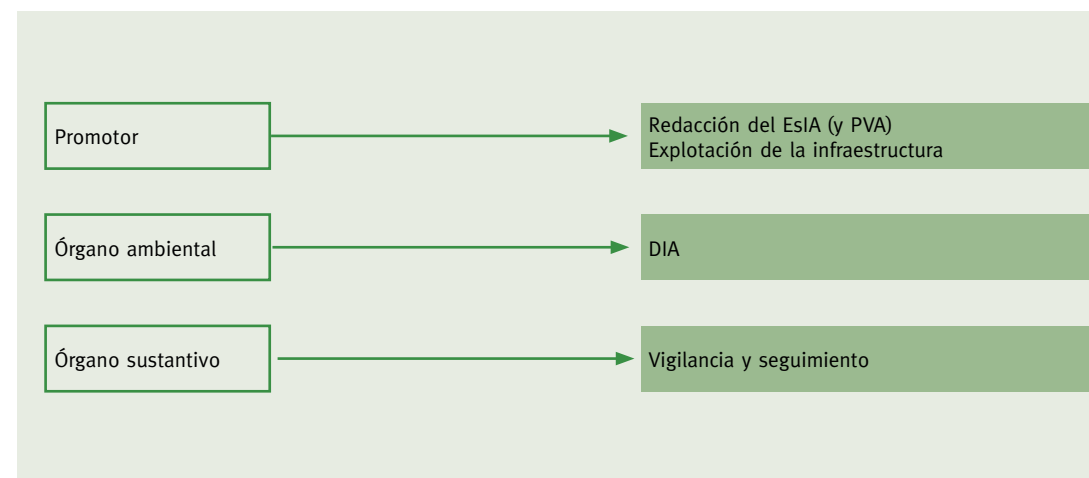 Promotor
Redacción del EsIA (y PVA)
Explotación de la infraestructura
Órgano ambiental
DIA
Órgano sustantivo
Vigilancia y seguimiento